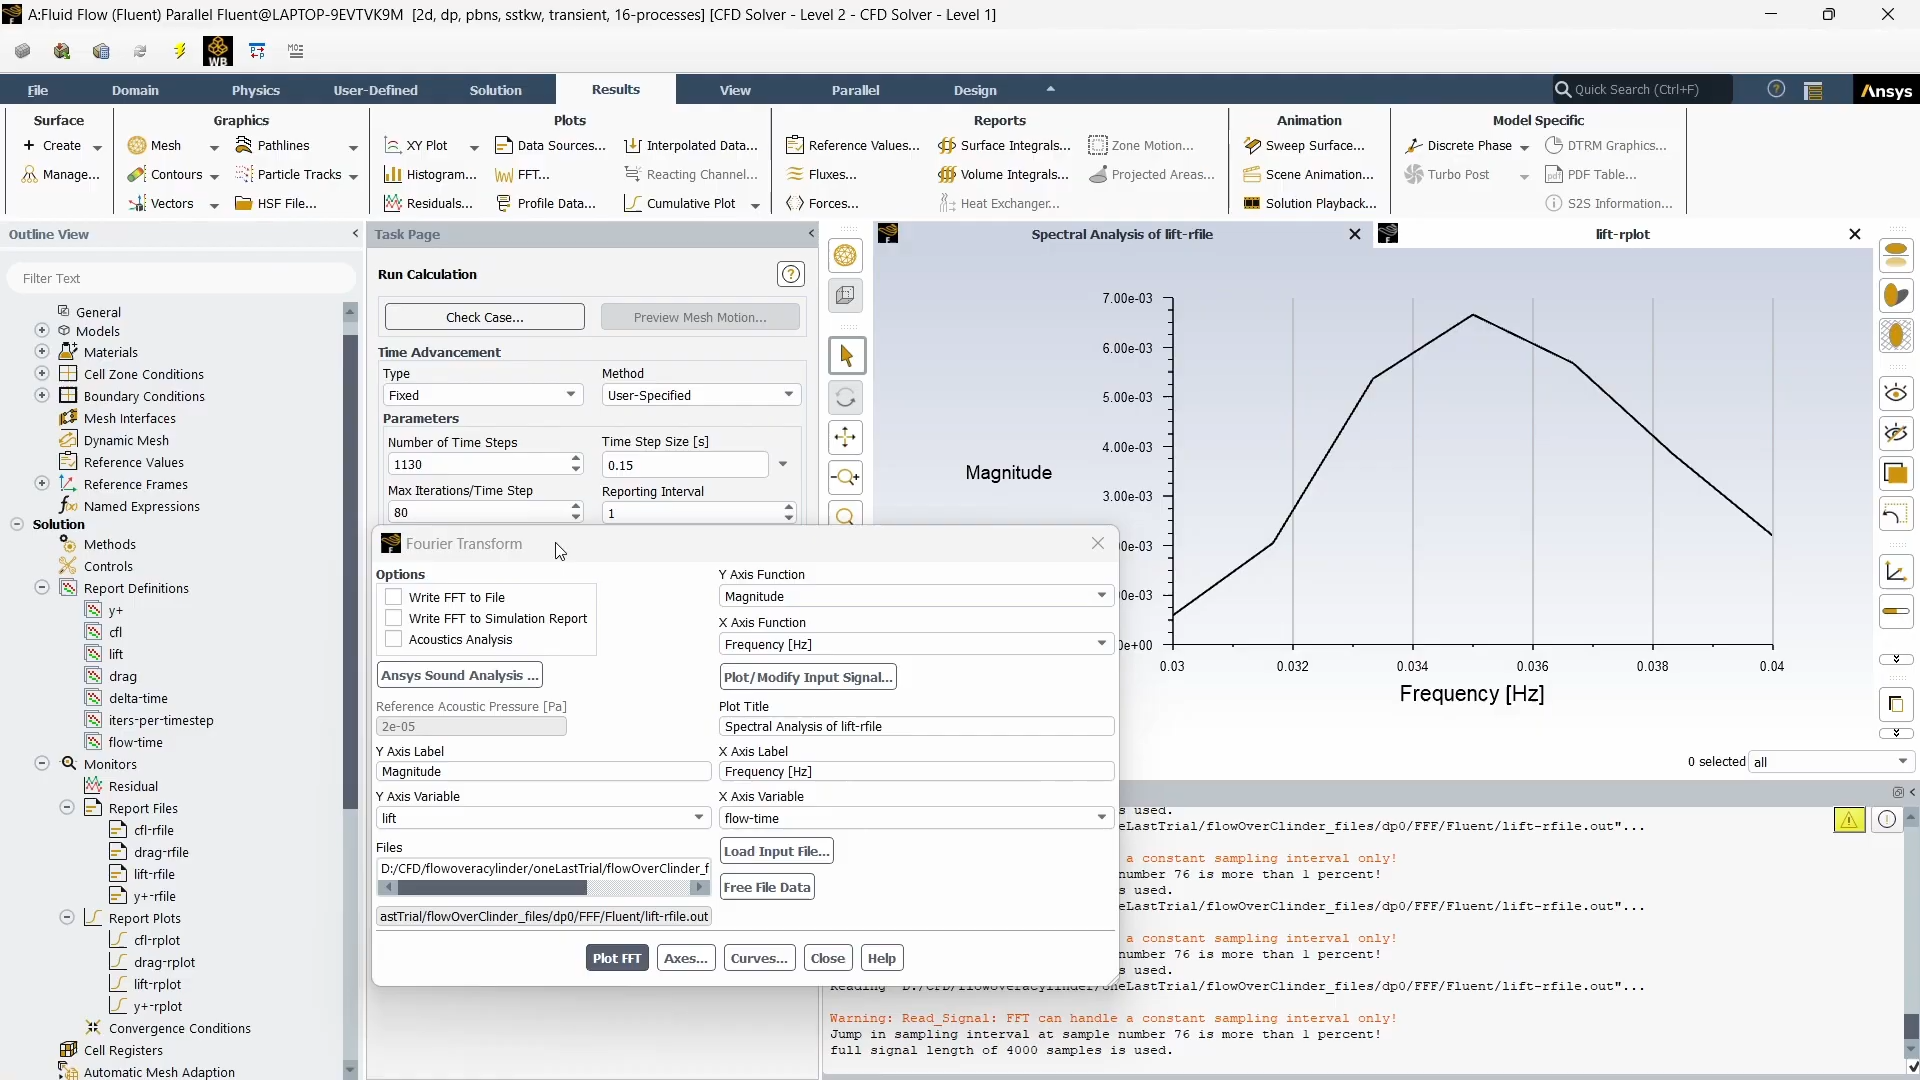 A:Fluid Flow (Fluent) Parallel Fluent@LAPTOP-9EVTVK9M [2d, dp, pbns, sstkw, transient, 16-processes] [CFD Solver - Level 2 - CFD Solver - Level 1]
WB
File Domain Physics User-Defined Solution Results View Parallel Design Quick Search (Ctrl+F) Ansys
Surface Graphics Plots Reports Animation Model Specific
Create Mesh Pathlines XY Plot Data Sources... Interpolated Data... Reference Values... Surface Integrals... Zone Motion... Sweep Surface... Discrete Phase DTRM Graphics...
Manage... Contours Particle Tracks Histogram... FFT... Reacting Channel... Fluxes... Volume Integrals... Projected Areas... Scene Animation... Turbo Post PDF Table...
Vectors HSF File... Residuals... Profile Data... Cumulative Plot Forces... Heat Exchanger... Solution Playback... S2S Information...
Outline View
Filter Text
General
Models
Materials
Cell Zone Conditions
Boundary Conditions
Mesh Interfaces
Dynamic Mesh
Reference Values
Reference Frames
Named Expressions
Solution
Methods
Controls
Report Definitions
y+
cfl
lift
drag
delta-time
iters-per-timestep
flow-time
Monitors
Residual
Report Files
cfl-rfile
drag-rfile
lift-rfile
y+-rfile
Report Plots
cfl-rplot
drag-rplot
lift-rplot
y+-rplot
Convergence Conditions
Cell Registers
Automatic Mesh Adaption
Task Page
Run Calculation
Check Case... Preview Mesh Motion...
Time Advancement
Type Method
Fixed User-Specified
Parameters
Number of Time Steps Time Step Size [s]
1130 0.15
Max Iterations/Time Step Reporting Interval
80 1
Fourier Transform
Options
Write FFT to File
Write FFT to Simulation Report
Acoustics Analysis
Ansys Sound Analysis ...
Reference Acoustic Pressure [Pa]
2e-05
Y Axis Label
Magnitude
Y Axis Variable
lift
Files
D:/CFD/flowoveracylinder/oneLastTrial/flowOverClinder_f
astTrial/flowOverClinder_files/dp0/FFF/Fluent/lift-rfile.out
Y Axis Function
Magnitude
X Axis Function
Frequency [Hz]
Plot/Modify Input Signal...
Plot Title
Spectral Analysis of lift-rfile
X Axis Label
Frequency [Hz]
X Axis Variable
flow-time
Load Input File...
Free File Data
Plot FFT Axes... Curves... Close Help
Spectral Analysis of lift-rfile lift-rplot
7.00e-03
6.00e-03
5.00e-03
4.00e-03
Magnitude
3.00e-03
0e-03
0e-03
0e+00
0.03 0.032 0.034 0.036 0.038 0.04
Frequency [Hz]
0 selected all
s used.
eLastTrial/flowOverClinder_files/dp0/FFF/Fluent/lift-rfile.out"...
a constant sampling interval only!
number 76 is more than 1 percent!
s used.
eLastTrial/flowOverClinder_files/dp0/FFF/Fluent/lift-rfile.out"...
a constant sampling interval only!
number 76 is more than 1 percent!
s used.
Reading "D:/CFD/flowoveracylinder/oneLastTrial/flowOverClinder_files/dp0/FFF/Fluent/lift-rfile.out"...
Warning: Read_Signal: FFT can handle a constant sampling interval only!
Jump in sampling interval at sample number 76 is more than 1 percent!
full signal length of 4000 samples is used.